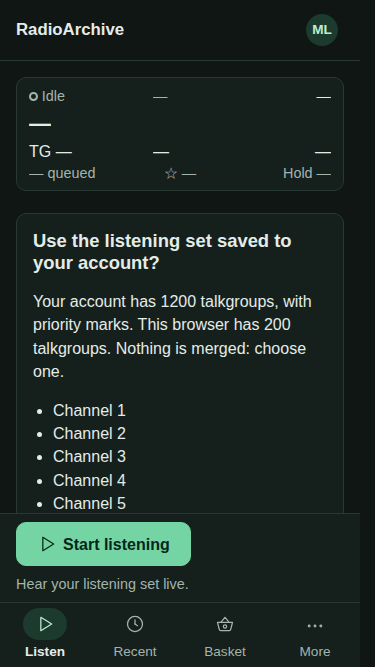 RadioArchive
ML
Idle — —
—
TG — — —
— queued ☆ — Hold —
Use the listening set saved to
your account?
Your account has 1200 talkgroups, with
priority marks. This browser has 200
talkgroups. Nothing is merged: choose
one.
• Channel 1
• Channel 2
• Channel 3
• Channel 4
• Channel 5
Start listening
Hear your listening set live.
Listen Recent Basket More